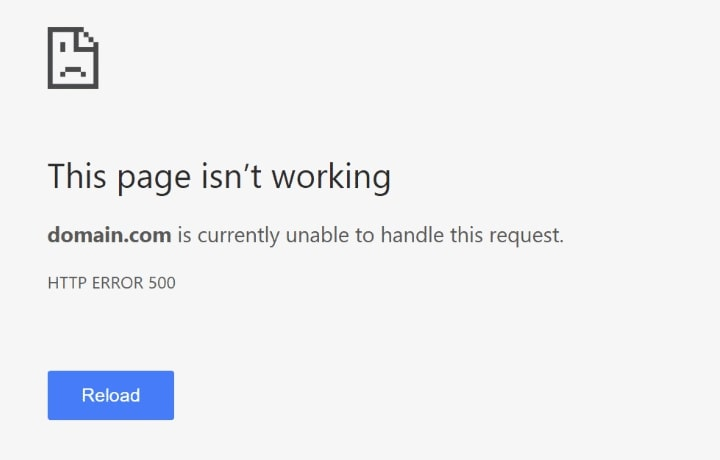 This page isn’t working
domain.com is currently unable to handle this request.
HTTP ERROR 500
Reload